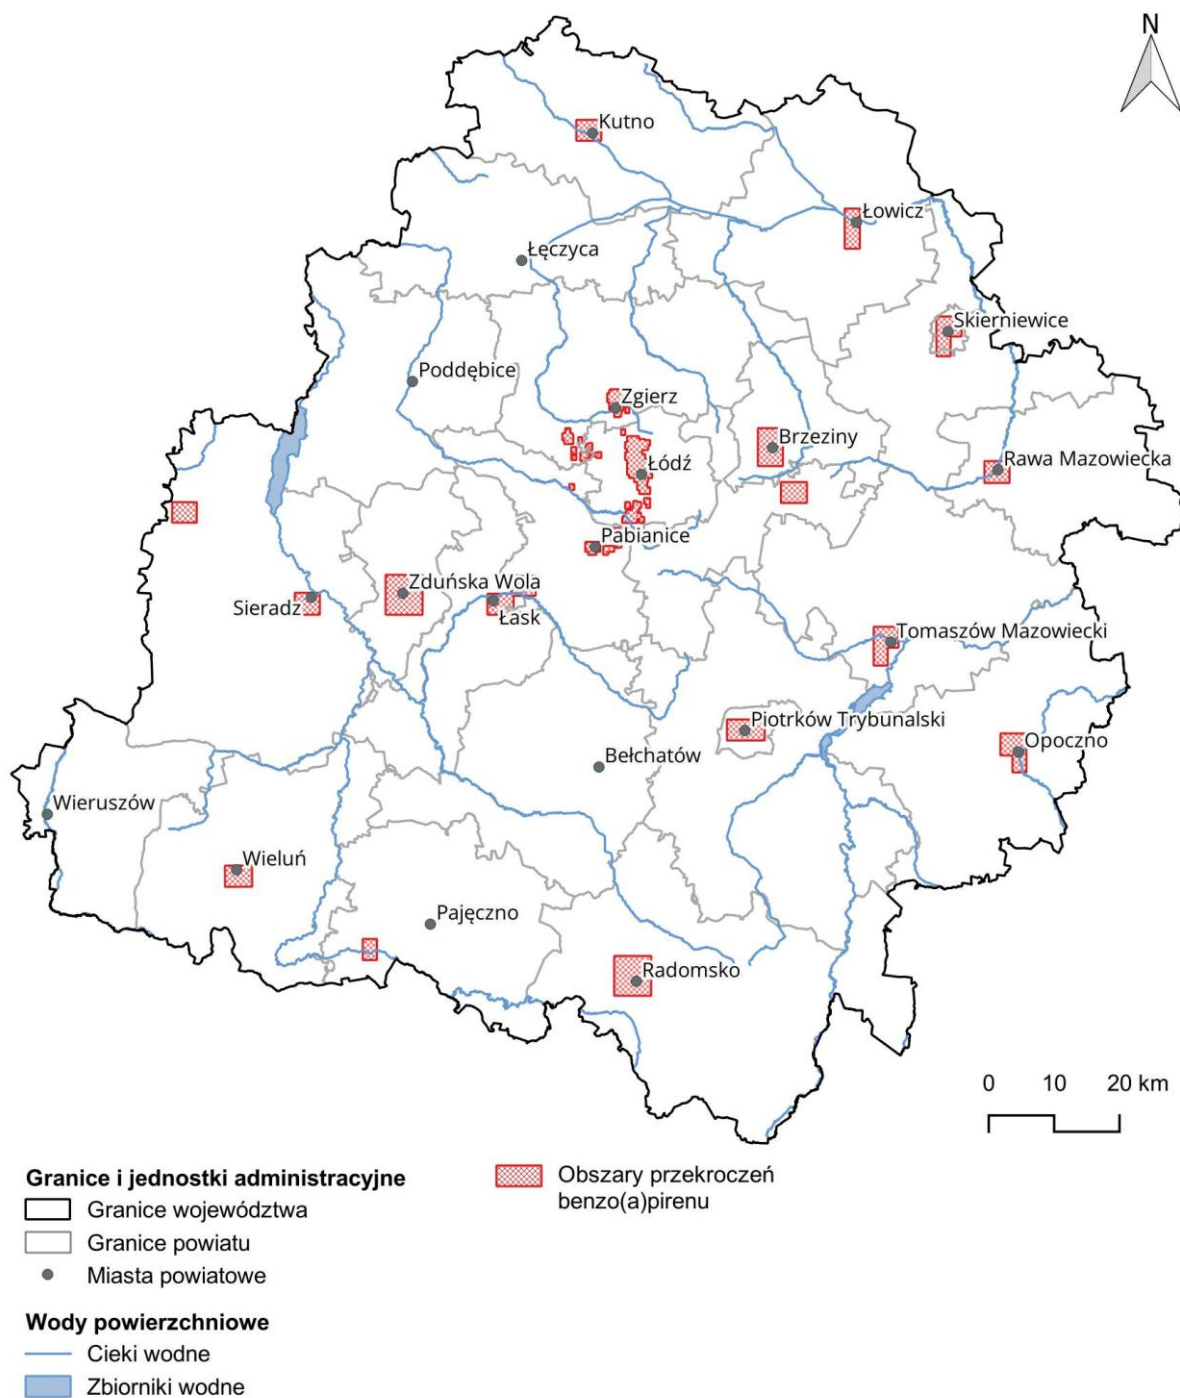 N
Kutno
Łowicz
Łęczyca
Skierniewice
Poddębice
Zgierz
Brzeziny
Łódź
Rawa Mazowiecka
Pabianice
Zduńska Wola
Sieradz
Łask
Tomaszów Mazowiecki
Piotrków Trybunalski
Opoczno
Bełchatów
Wieruszów
Wieluń
Pajęczno
Radomsko
0 10 20 km
Granice i jednostki administracyjne
Granice województwa
Granice powiatu
Miasta powiatowe
Wody powierzchniowe
Cieki wodne
Zbiorniki wodne
Obszary przekroczeń
benzo(a)pirenu